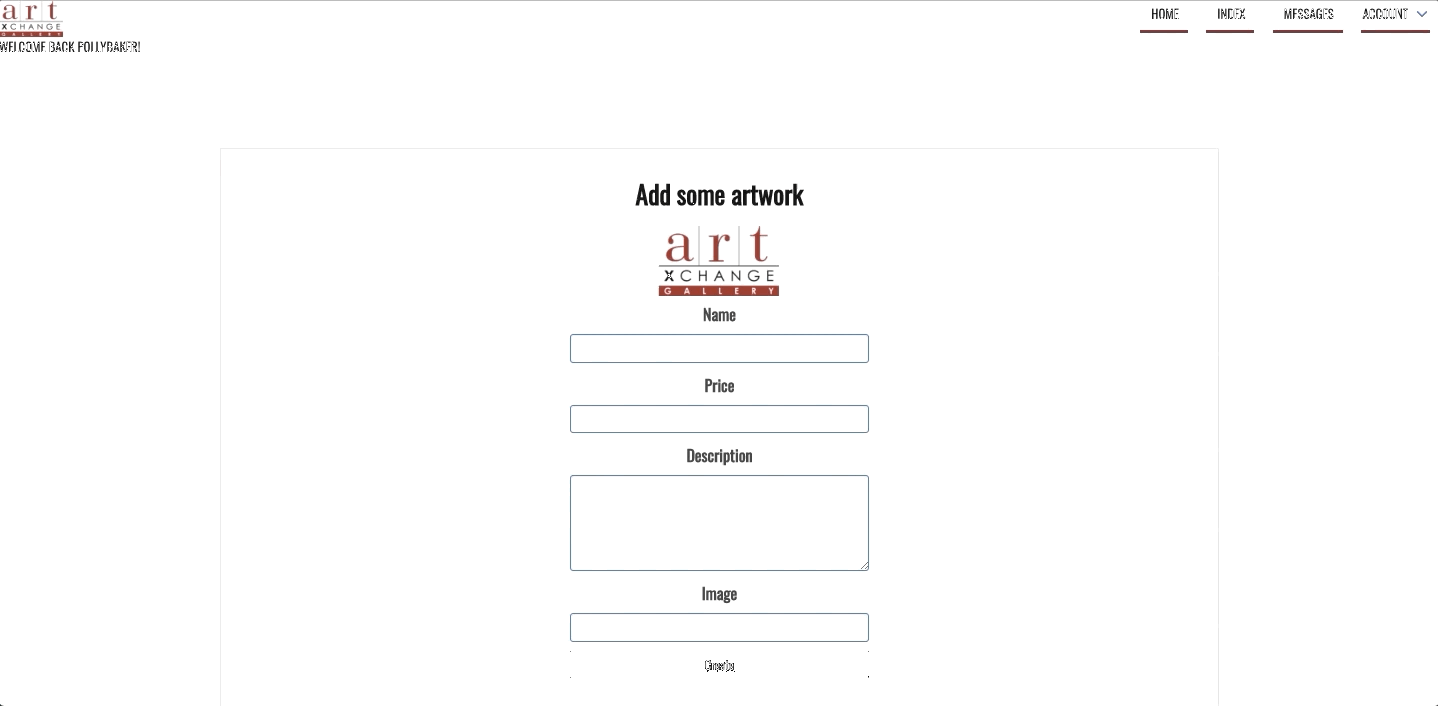 art
XCHANGE
GALLERY
HOME INDEX MESSAGES ACCOUNT
WELCOME BACK POLLYBAKER!
Add some artwork
art
XCHANGE
GALLERY
Name
Price
Description
Image